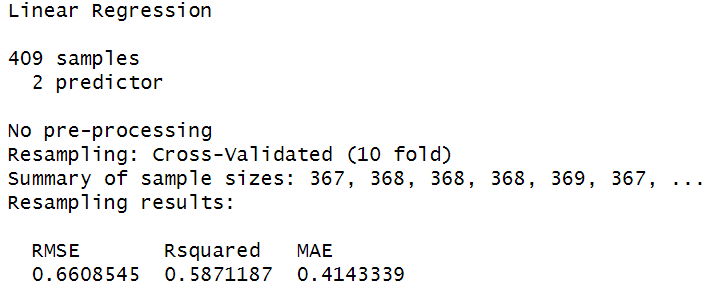 Linear Regression
409 samples
2 predictor
No pre-processing
Resampling: Cross-Validated (10 fold)
Summary of sample sizes: 367, 368, 368, 368, 369, 367, ...
Resampling results:
RMSE Rsquared MAE
0.6608545 0.5871187 0.4143339